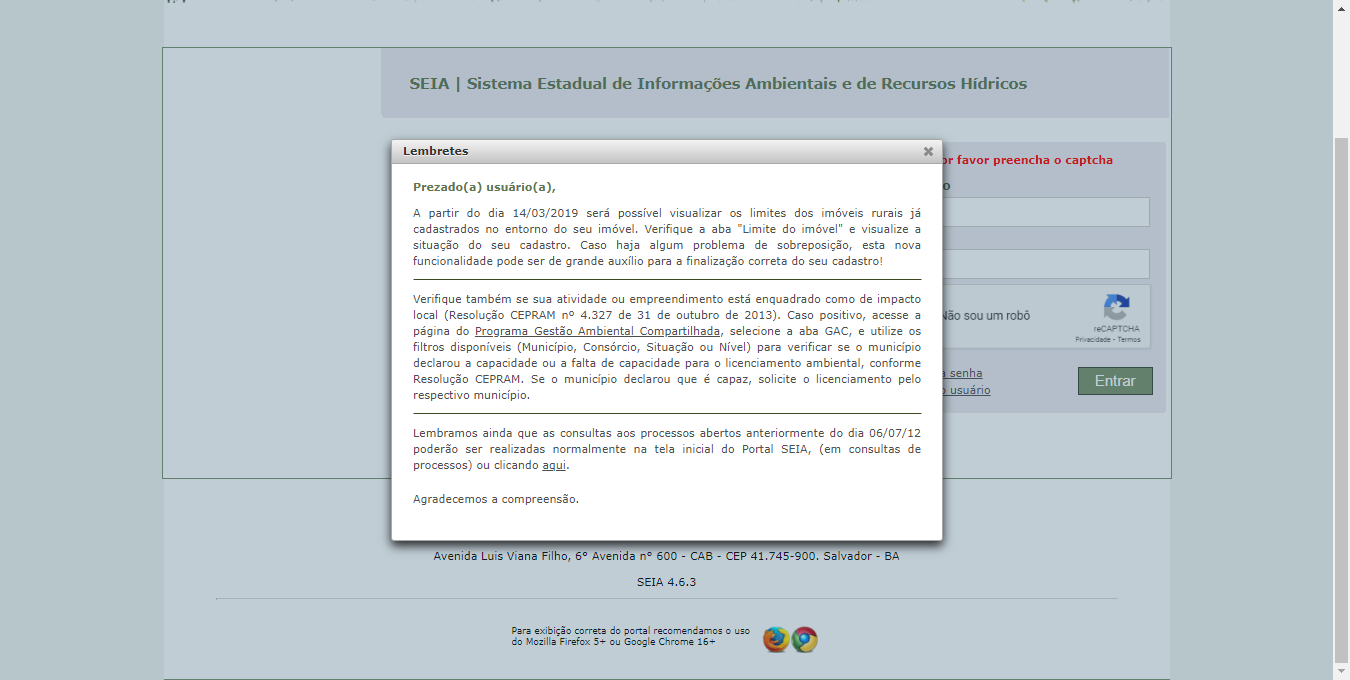 SEIA | Sistema Estadual de Informações Ambientais e de Recursos Hídricos
Lembretes
Prezado(a) usuário(a),
A partir do dia 14/03/2019 será possível visualizar os limites dos imóveis rurais já
cadastrados no entorno do seu imóvel. Verifique a aba "Limite do imóvel" e visualize a
situação do seu cadastro. Caso haja algum problema de sobreposição, esta nova
funcionalidade pode ser de grande auxílio para a finalização correta do seu cadastro!
Verifique também se sua atividade ou empreendimento está enquadrado como de impacto
local (Resolução CEPRAM nº 4.327 de 31 de outubro de 2013). Caso positivo, acesse a
página do Programa Gestão Ambiental Compartilhada, selecione a aba GAC, e utilize os
filtros disponíveis (Município, Consórcio, Situação ou Nível) para verificar se o município
declarou a capacidade ou a falta de capacidade para o licenciamento ambiental, conforme
Resolução CEPRAM. Se o município declarou que é capaz, solicite o licenciamento pelo
respectivo município.
Lembramos ainda que as consultas aos processos abertos anteriormente do dia 06/07/12
poderão ser realizadas normalmente na tela inicial do Portal SEIA, (em consultas de
processos) ou clicando aqui.
Agradecemos a compreensão.
favor preencha o captcha
Não sou um robô
reCAPTCHA
Privacidade - Termos
senha
usuário
Entrar
Avenida Luis Viana Filho, 6º Avenida nº 600 - CAB - CEP 41.745-900. Salvador - BA
SEIA 4.6.3
Para exibição correta do portal recomendamos o uso
do Mozilla Firefox 5+ ou Google Chrome 16+